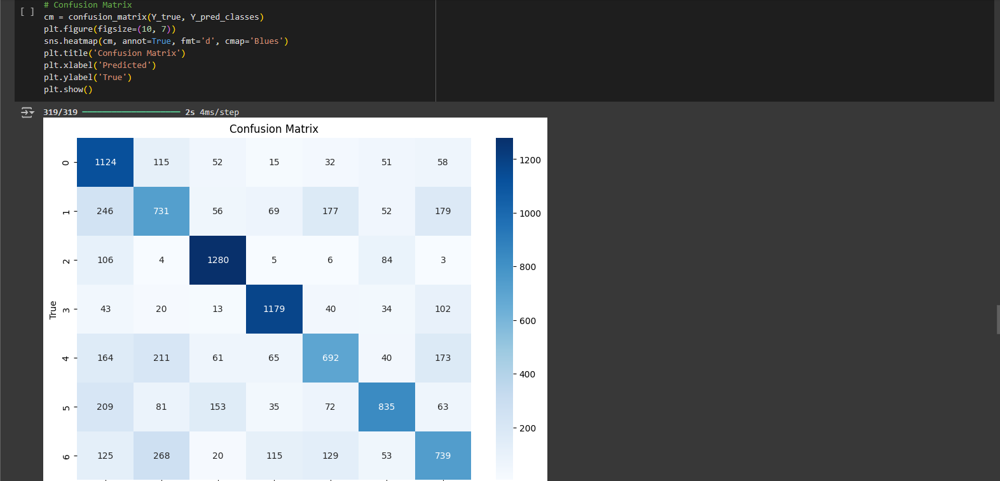 [ ]
# Confusion Matrix
cm = confusion_matrix(Y_true, Y_pred_classes)
plt.figure(figsize=(10, 7))
sns.heatmap(cm, annot=True, fmt='d', cmap='Blues')
plt.title('Confusion Matrix')
plt.xlabel('Predicted')
plt.ylabel('True')
plt.show()
319/319 2s 4ms/step
Confusion Matrix
True
0 1124 115 52 15 32 51 58
1 246 731 56 69 177 52 179
2 106 4 1280 5 6 84 3
3 43 20 13 1179 40 34 102
4 164 211 61 65 692 40 173
5 209 81 153 35 72 835 63
6 125 268 20 115 129 53 739
1200
1000
800
600
400
200